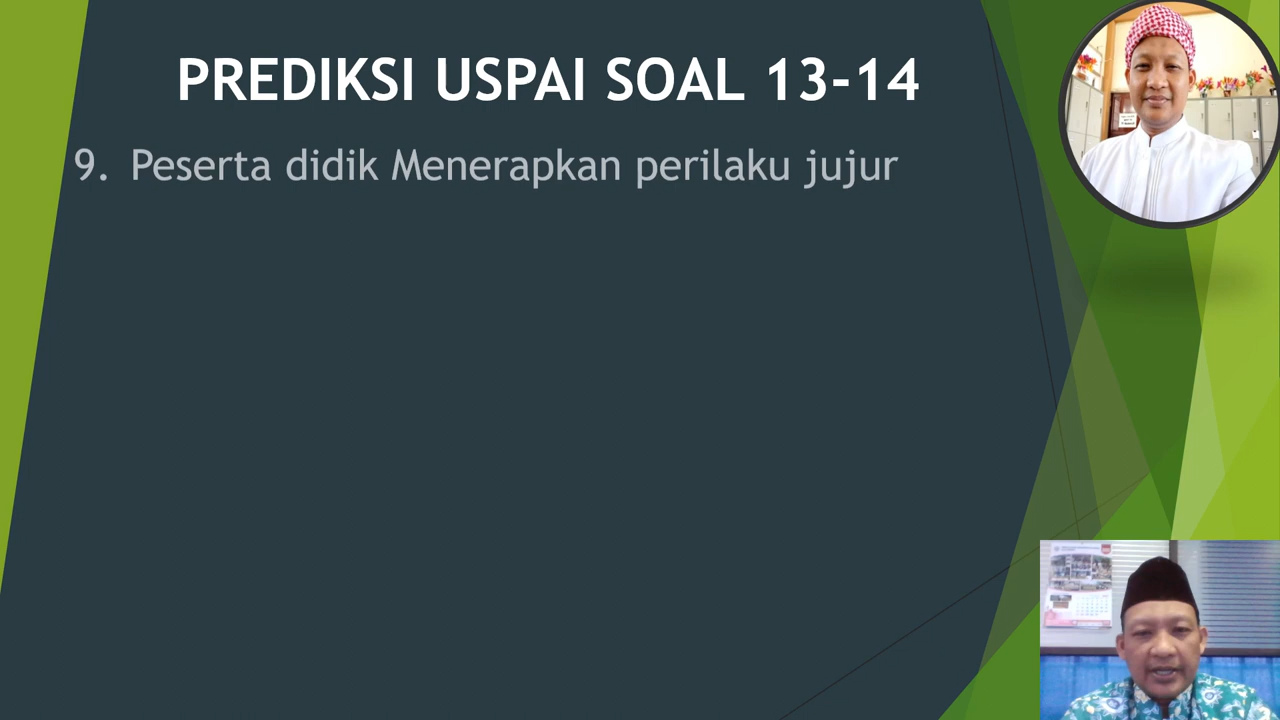 PREDIKSI USPAI SOAL 13-14
9. Peserta didik Menerapkan perilaku jujur